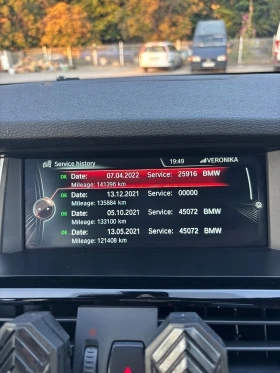 Service history 19:49 VERONIKA
OK Date: 07.04.2022 Service: 25916 BMW
Mileage: 141396 km
OK Date: 13.12.2021 Service: 00000
Mileage: 135884 km
OK Date: 05.10.2021 Service: 45072 BMW
Mileage: 133100 km
OK Date: 13.05.2021 Service: 45072 BMW
Mileage: 121408 km